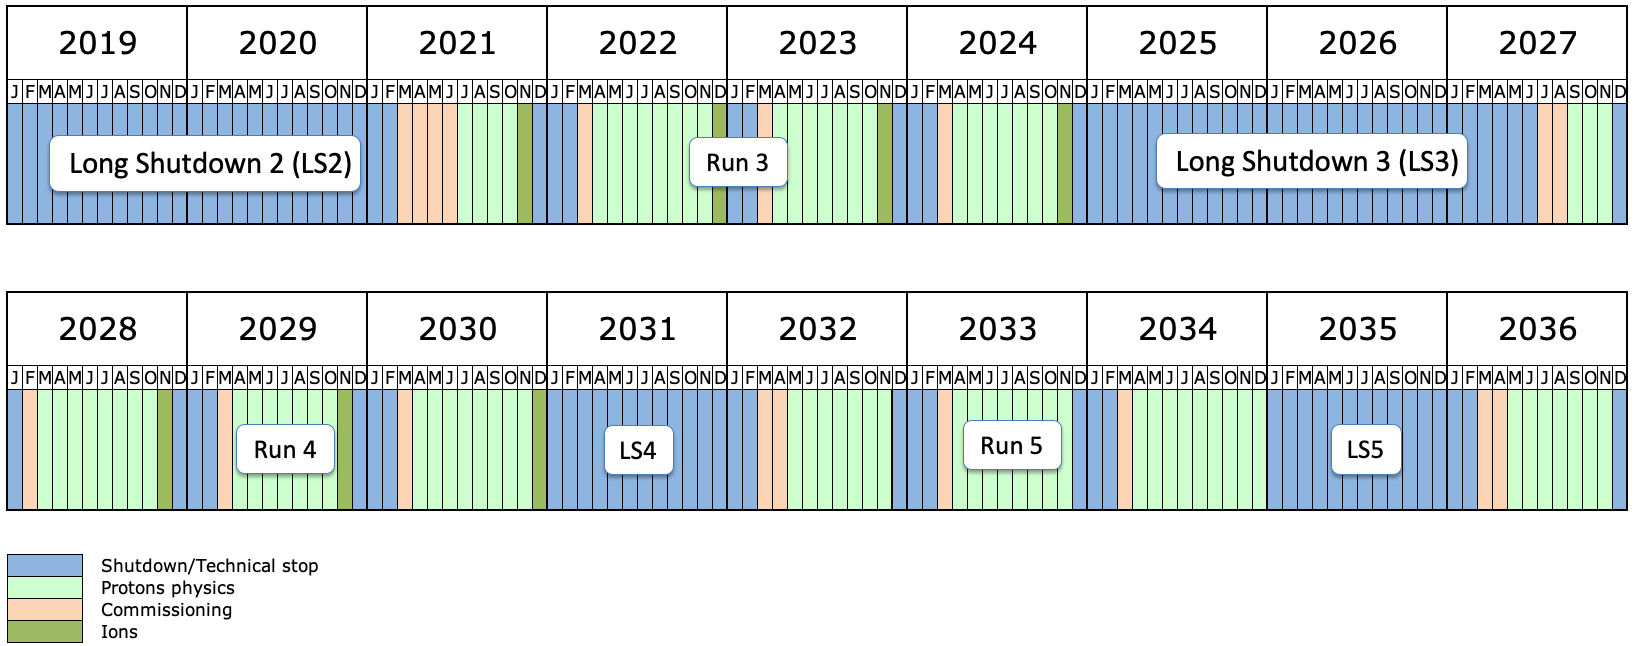 2019 2020 2021 2022 2023 2024 2025 2026 2027
J F M A M J J A S O N D J F M A M J J A S O N D J F M A M J J A S O N D J F M A M J J A S O N D J F M A M J J A S O N D J F M A M J J A S O N D J F M A M J J A S O N D J F M A M J J A S O N D J F M A M J J A S O N D
Long Shutdown 2 (LS2) Run 3 Long Shutdown 3 (LS3)
2028 2029 2030 2031 2032 2033 2034 2035 2036
J F M A M J J A S O N D J F M A M J J A S O N D J F M A M J J A S O N D J F M A M J J A S O N D J F M A M J J A S O N D J F M A M J J A S O N D J F M A M J J A S O N D J F M A M J J A S O N D J F M A M J J A S O N D
Run 4 LS4 Run 5 LS5
Shutdown/Technical stop
Protons physics
Commissioning
Ions